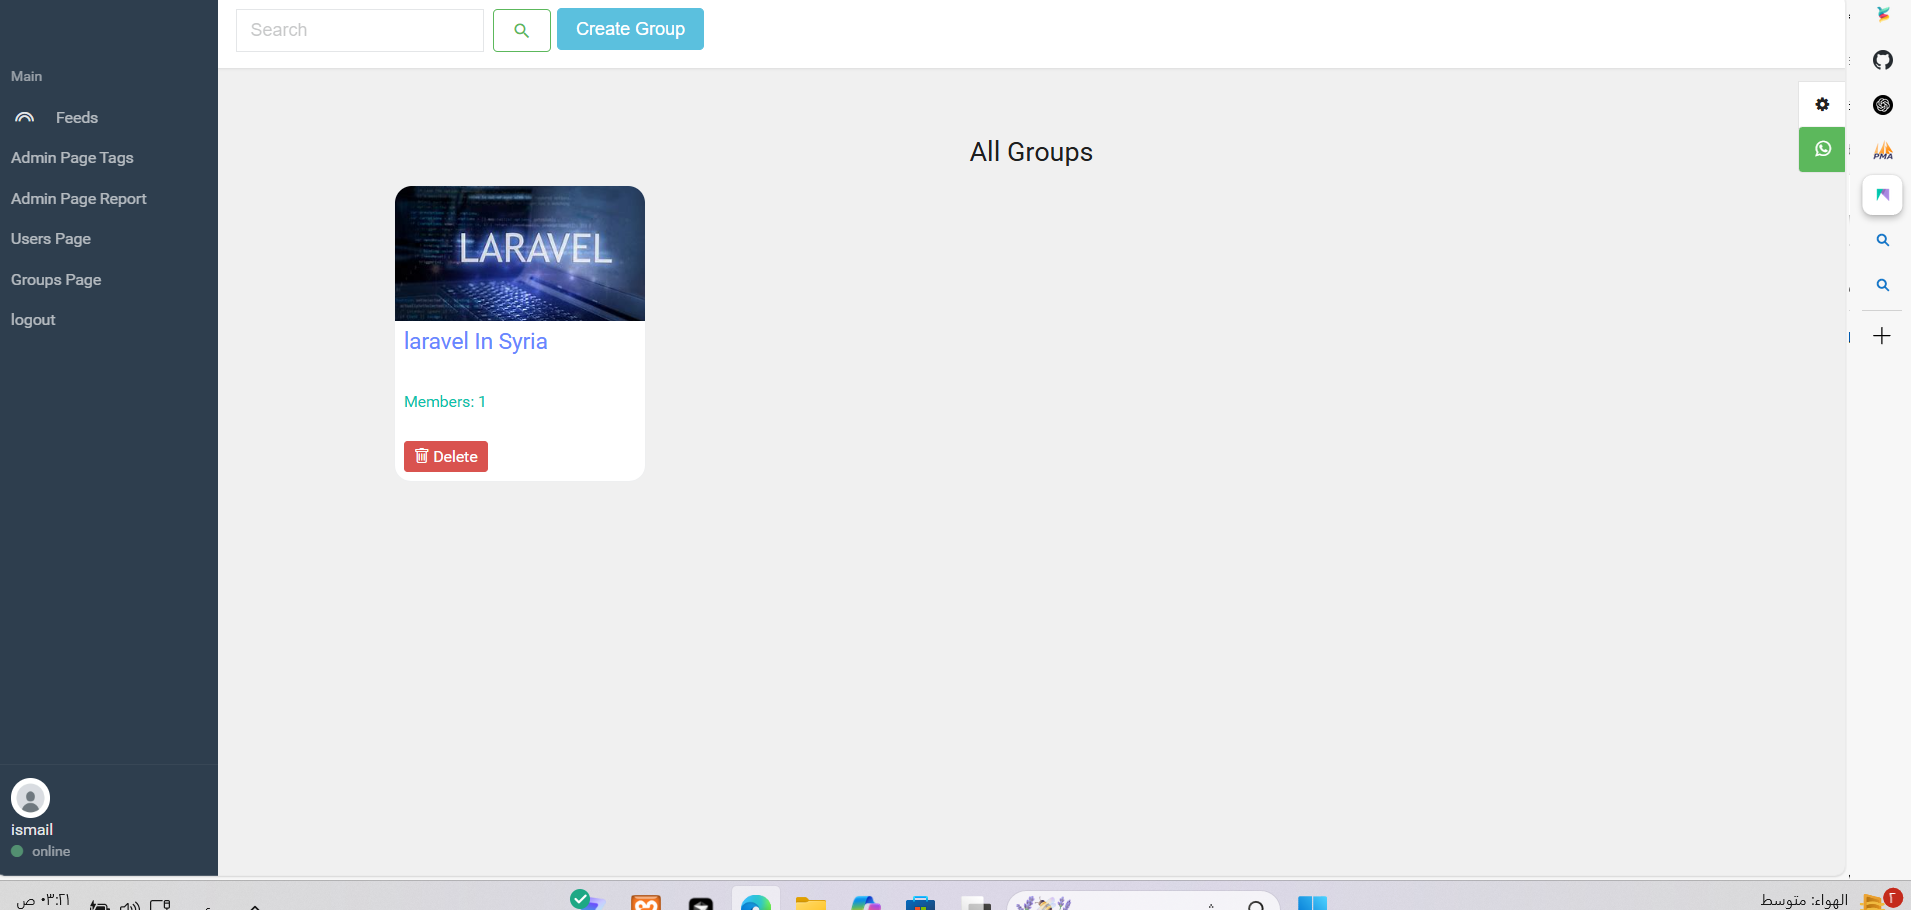 Search
Create Group
Main
Feeds
Admin Page Tags
Admin Page Report
Users Page
Groups Page
logout
All Groups
LARAVEL
laravel In Syria
Members: 1
Delete
ismail
online
PMA
٠٣:٢١ ص
الهواء: متوسط
٢